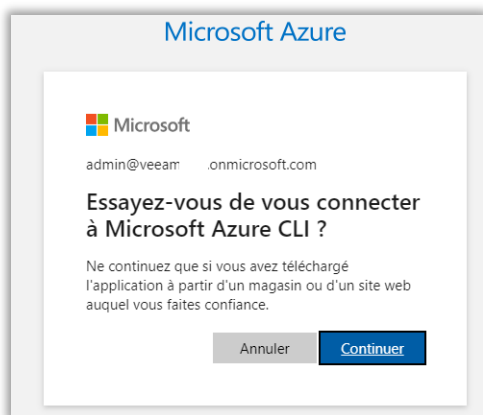 Microsoft Azure
Microsoft
admin@veeam .onmicrosoft.com
Essayez-vous de vous connecter
à Microsoft Azure CLI ?
Ne continuez que si vous avez téléchargé
l'application à partir d'un magasin ou d'un site web
auquel vous faites confiance.
Annuler Continuer